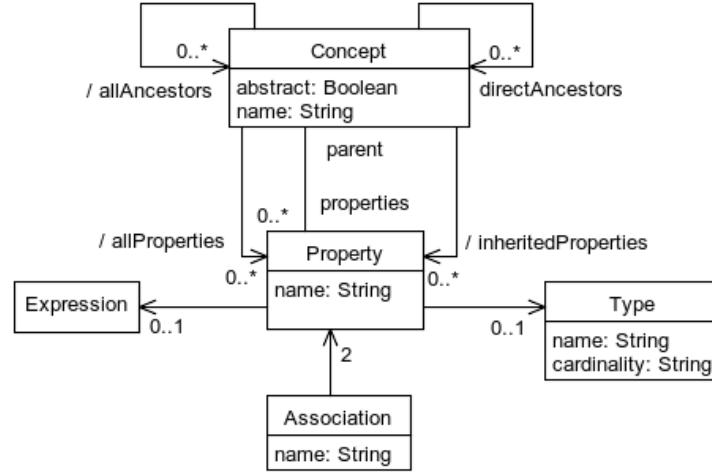 0..*
Concept
0..*
/ allAncestors
abstract: Boolean
name: String
directAncestors
parent
0..*
properties
/ allProperties
Property
/ inheritedProperties
0..*
0..*
name: String
Expression
0..1
0..1
Type
name: String
cardinality: String
2
Association
name: String